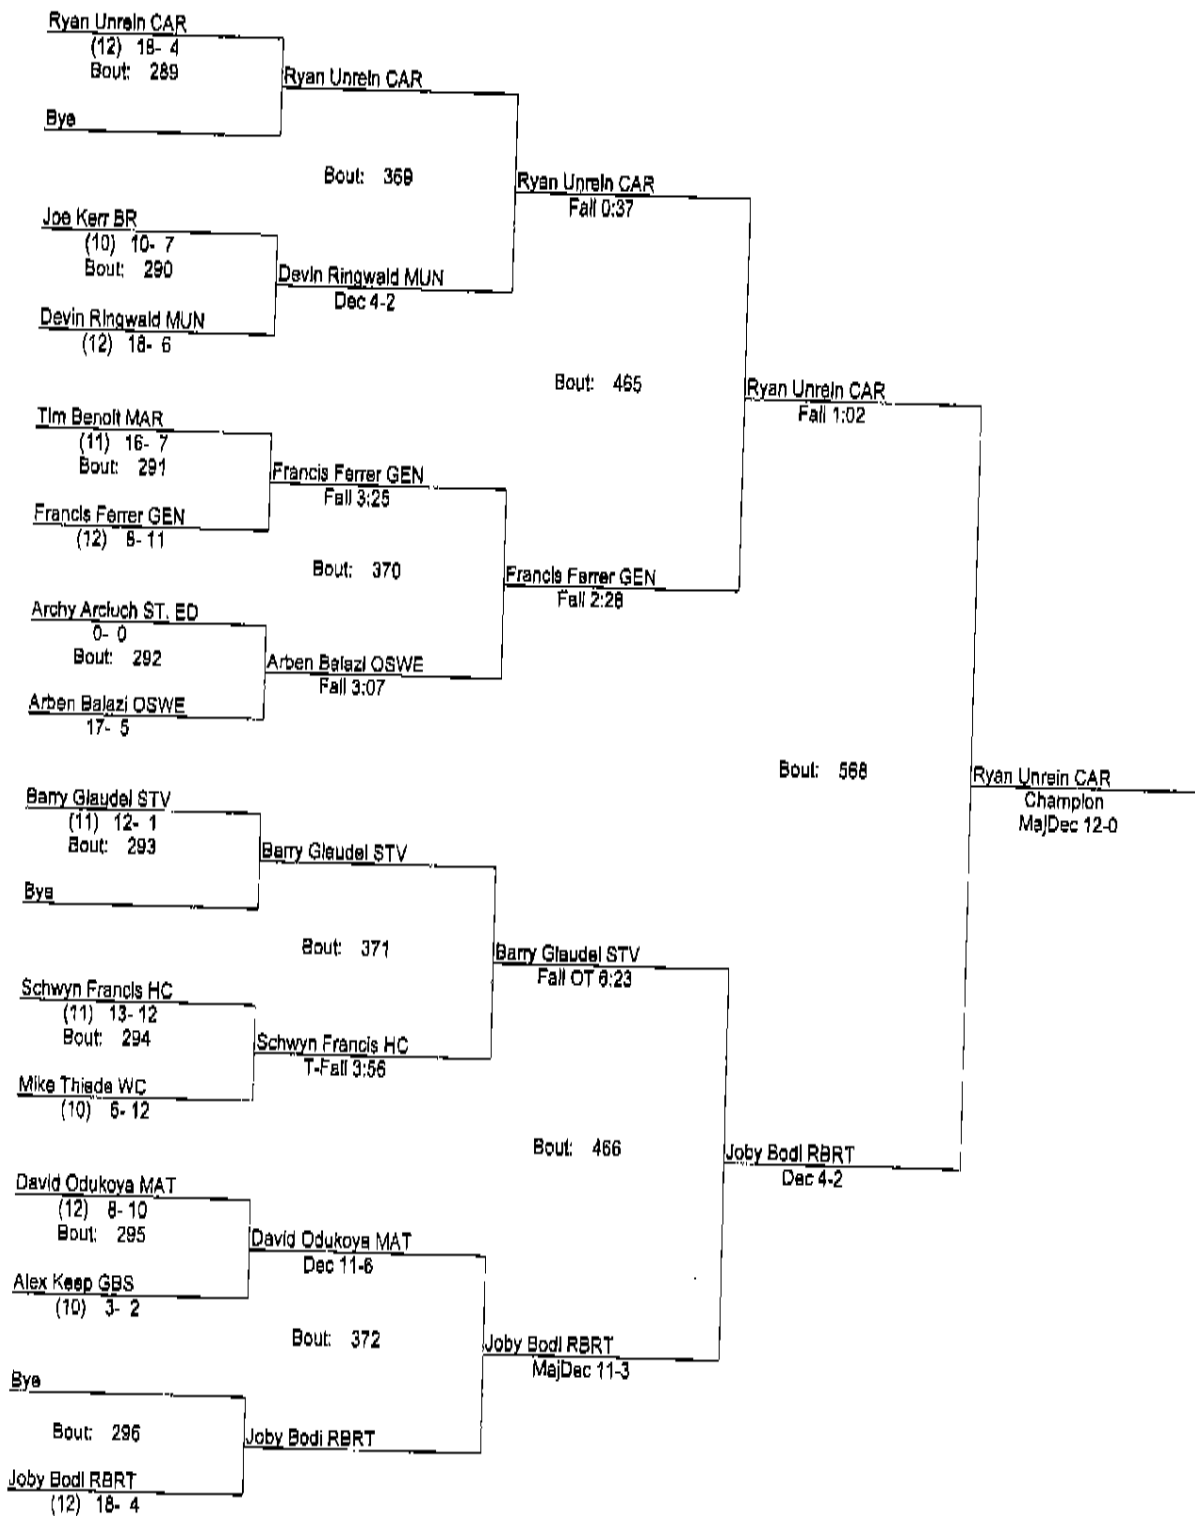 Ryan Unrein CAR
(12) 18- 4
Bout: 289
Ryan Unrein CAR
Bye
Bout: 369
Ryan Unrein CAR
Fall 0:37
Joe Kerr BR
(10) 10- 7
Bout: 290
Devin Ringwald MUN
Dec 4-2
Devin Ringwald MUN
(12) 18- 6
Bout: 465
Ryan Unrein CAR
Fall 1:02
Tim Benoit MAR
(11) 16- 7
Bout: 291
Francis Ferrer GEN
Fall 3:25
Francis Ferrer GEN
(12) 8- 11
Bout: 370
Francis Ferrer GEN
Fall 2:28
Archy Arciuch ST. ED
0- 0
Bout: 292
Arben Balazi OSWE
Fall 3:07
Arben Balazi OSWE
17- 5
Bout: 568
Ryan Unrein CAR
Champion
MajDec 12-0
Barry Glaudel STV
(11) 12- 1
Bout: 293
Barry Glaudel STV
Bye
Bout: 371
Barry Glaudel STV
Fall OT 6:23
Schwyn Francis HC
(11) 13- 12
Bout: 294
Schwyn Francis HC
T-Fall 3:56
Mike Thiede WC
(10) 5- 12
Bout: 466
Joby Bodi RBRT
Dec 4-2
David Odukoya MAT
(12) 8- 10
Bout: 295
David Odukoya MAT
Dec 11-6
Alex Keep GBS
(10) 3- 2
Bout: 372
Joby Bodi RBRT
MajDec 11-3
Bye
Bout: 296
Joby Bodi RBRT
Joby Bodi RBRT
(12) 18- 4